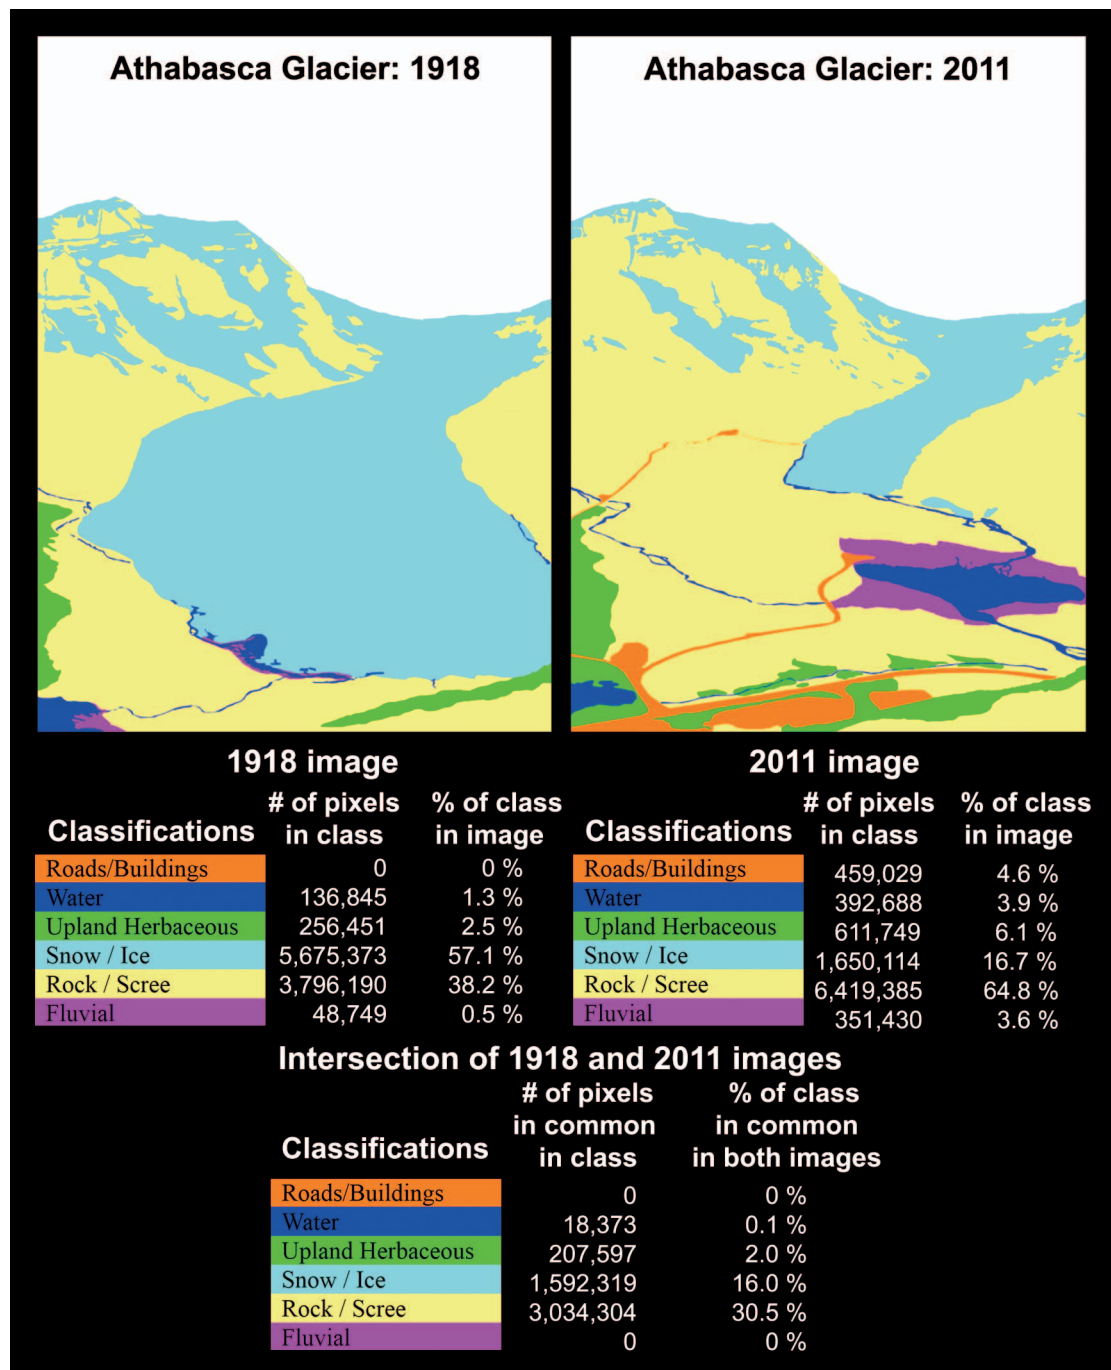 Athabasca Glacier: 1918
Athabasca Glacier: 2011
1918 image
Classifications # of pixels in class % of class in image
Roads/Buildings 0 0 %
Water 136,845 1.3 %
Upland Herbaceous 256,451 2.5 %
Snow / Ice 5,675,373 57.1 %
Rock / Scree 3,796,190 38.2 %
Fluvial 48,749 0.5 %
2011 image
Classifications # of pixels in class % of class in image
Roads/Buildings 459,029 4.6 %
Water 392,688 3.9 %
Upland Herbaceous 611,749 6.1 %
Snow / Ice 1,650,114 16.7 %
Rock / Scree 6,419,385 64.8 %
Fluvial 351,430 3.6 %
Intersection of 1918 and 2011 images
Classifications # of pixels in common in class % of class in common in both images
Roads/Buildings 0 0 %
Water 18,373 0.1 %
Upland Herbaceous 207,597 2.0 %
Snow / Ice 1,592,319 16.0 %
Rock / Scree 3,034,304 30.5 %
Fluvial 0 0 %